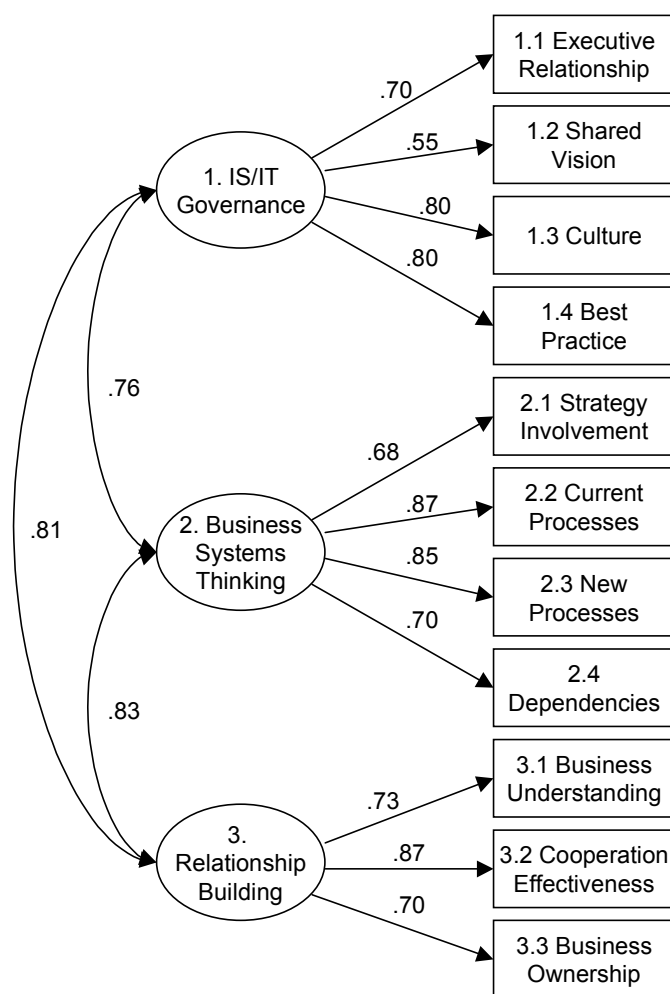 1.1 Executive
Relationship
.70
1.2 Shared
Vision
.55
1. IS/IT
Governance
.80
1.3 Culture
.80
1.4 Best
Practice
.76
2.1 Strategy
Involvement
.68
2.2 Current
Processes
.87
.81
2. Business
Systems
Thinking
.85
2.3 New
Processes
.70
2.4
Dependencies
.83
3.1 Business
Understanding
.73
3.
Relationship
Building
.87
3.2 Cooperation
Effectiveness
.70
3.3 Business
Ownership